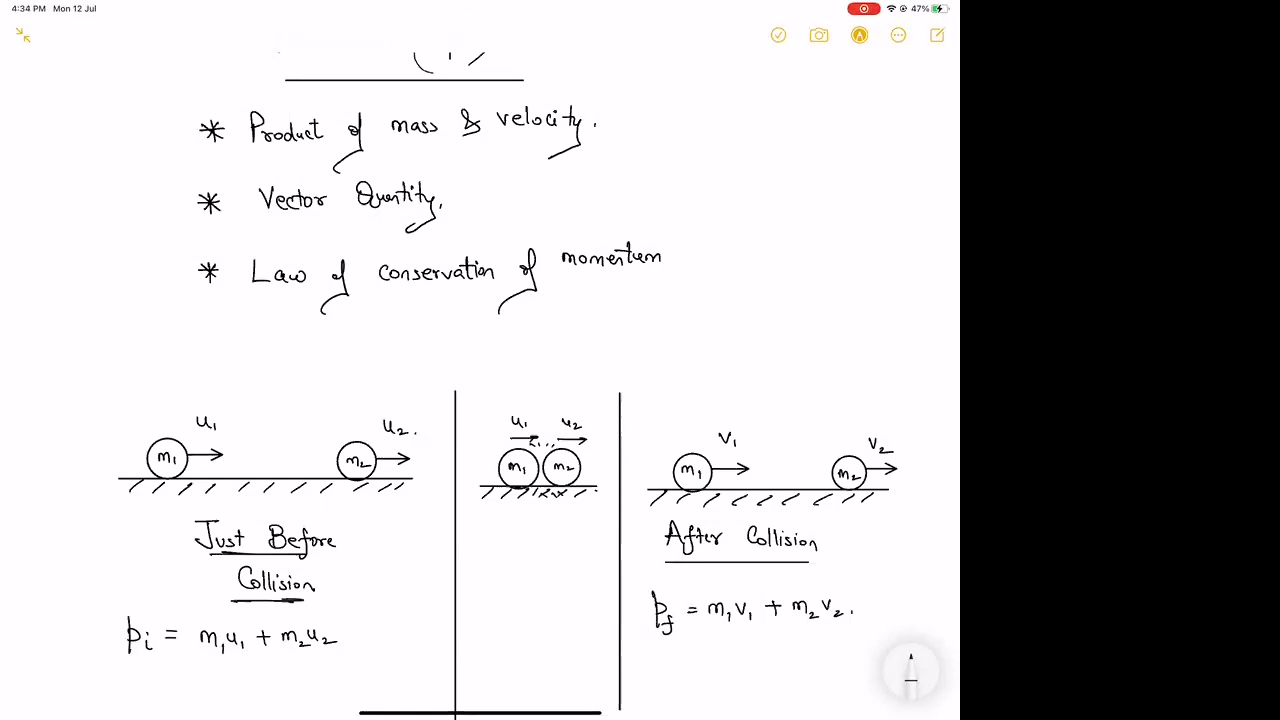 4:34 PM Mon 12 Jul
47%
* Product of mass & velocity.
* Vector Quantity.
* Law of conservation of momentum
u₁ u₂.
m₁ m₂
Just Before
Collision
pᵢ = m₁u₁ + m₂u₂
u₁ u₂
m₁ m₂
v₁ v₂
m₁ m₂
After Collision
p_f = m₁v₁ + m₂v₂.